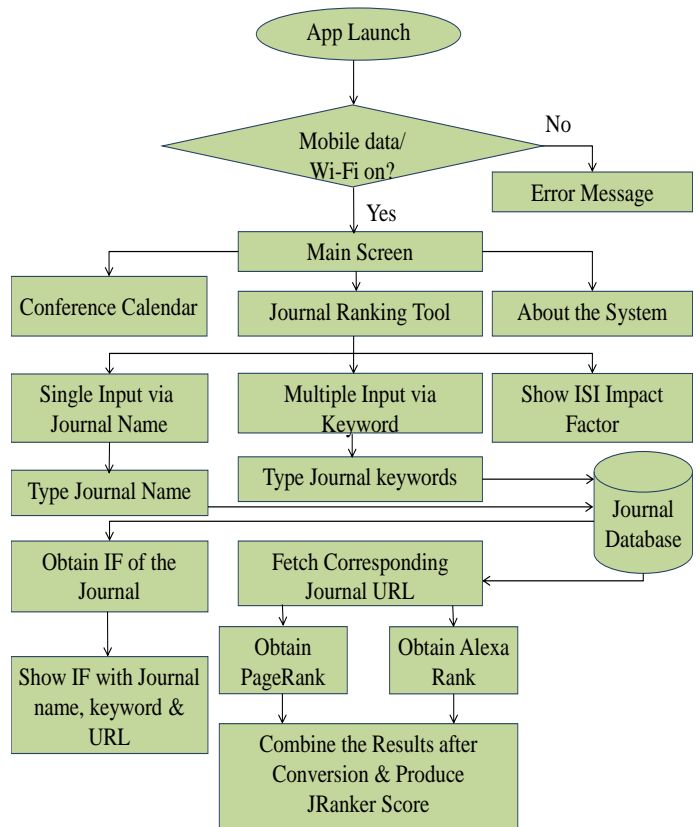 App Launch
Mobile data/
Wi-Fi on?
No
Error Message
Yes
Main Screen
Conference Calendar
Journal Ranking Tool
About the System
Single Input via
Journal Name
Multiple Input via
Keyword
Show ISI Impact
Factor
Type Journal Name
Type Journal keywords
Journal
Database
Obtain IF of the
Journal
Fetch Corresponding
Journal URL
Obtain
PageRank
Obtain Alexa
Rank
Show IF with Journal
name, keyword &
URL
Combine the Results after
Conversion & Produce
JRanker Score